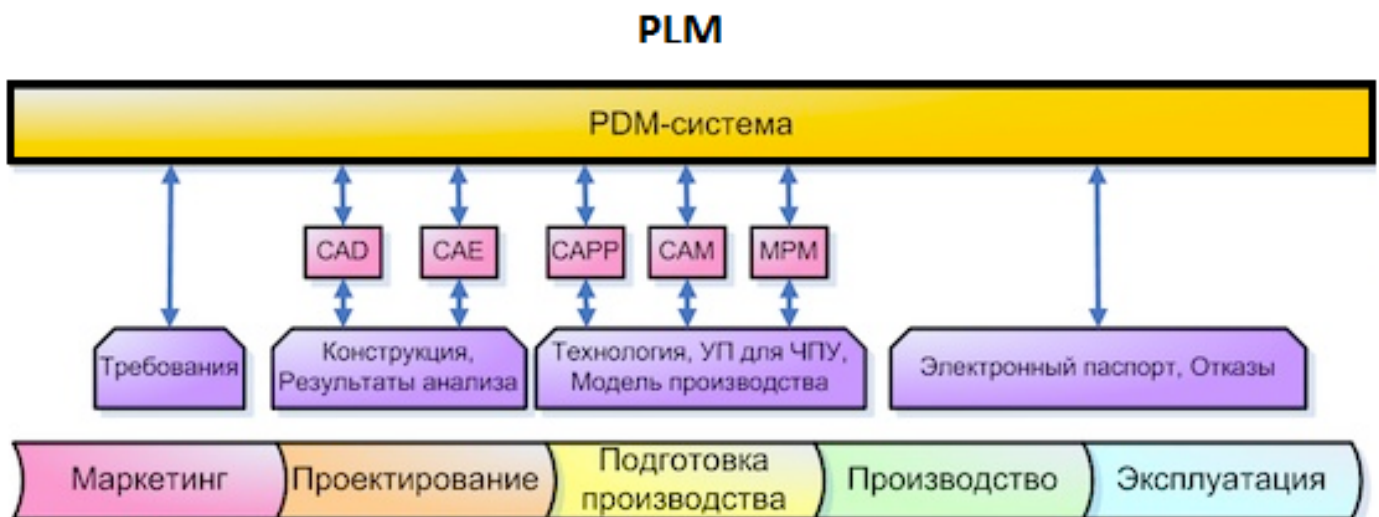 PLM
PDM-система
CAD
CAE
CAPP
CAM
MPM
Требования
Конструкция,
Результаты анализа
Технология, УП для ЧПУ,
Модель производства
Электронный паспорт, Отказы
Маркетинг
Проектирование
Подготовка
производства
Производство
Эксплуатация